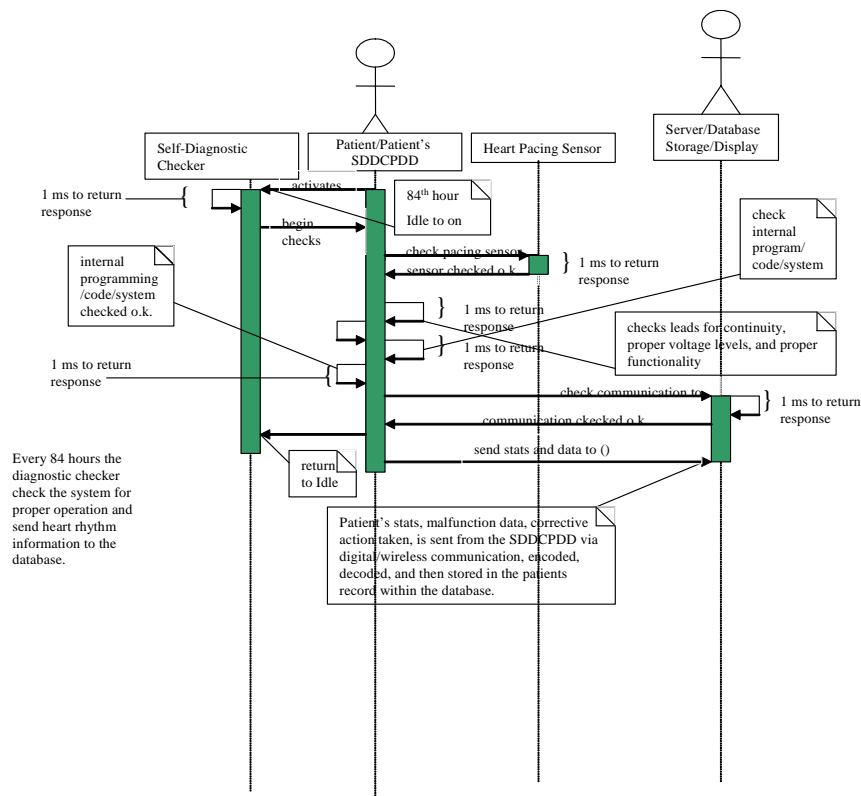 Self-Diagnostic
Checker
Patient/Patient's
SDDCPDD
Heart Pacing Sensor
Server/Database
Storage/Display
1 ms to return
response
{
activates
84th hour
Idle to on
begin
checks
check
internal
program/
code/system
check pacing sensor
sensor checked o.k.
} 1 ms to return
response
internal
programming
/code/system
checked o.k.
} 1 ms to return
response
} 1 ms to return
response
checks leads for continuity,
proper voltage levels, and proper
functionality
1 ms to return
response
{
check communication to
} 1 ms to return
response
communication ckecked o.k.
return
to Idle
send stats and data to ()
Every 84 hours the
diagnostic checker
check the system for
proper operation and
send heart rhythm
information to the
database.
Patient's stats, malfunction data, corrective
action taken, is sent from the SDDCPDD via
digital/wireless communication, encoded,
decoded, and then stored in the patients
record within the database.